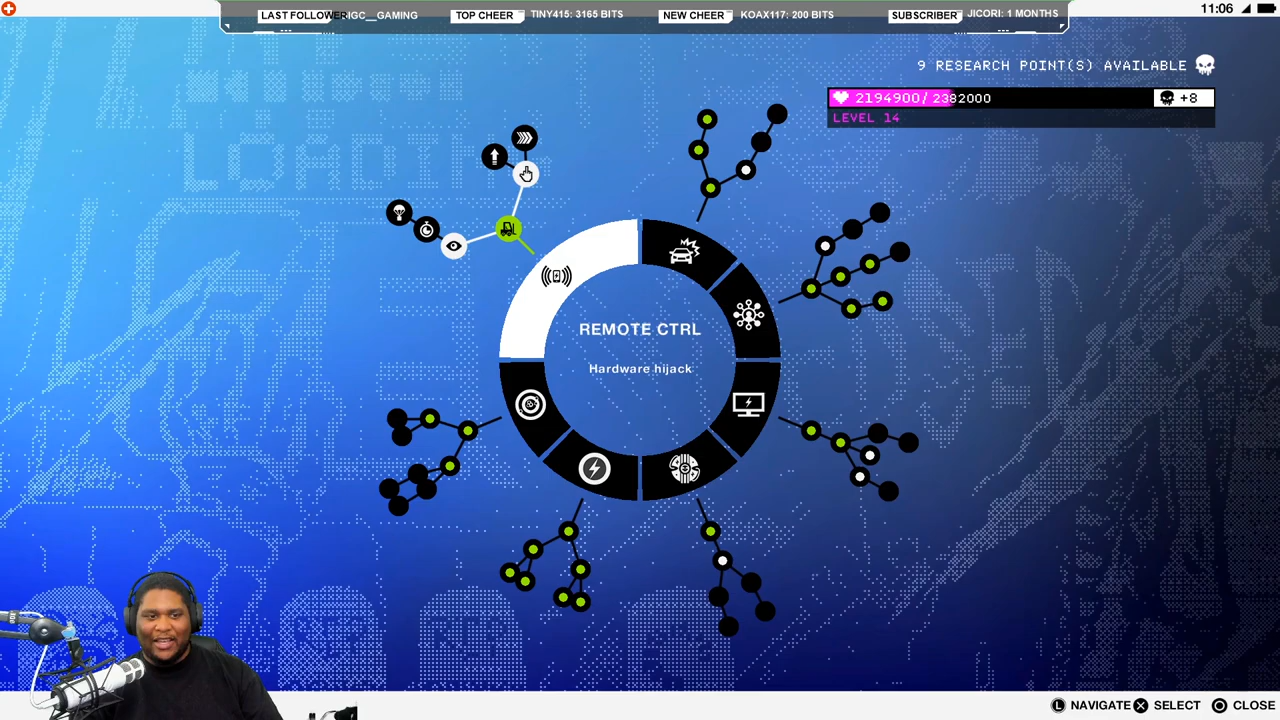 LAST FOLLOWER IGC__GAMING TOP CHEER TINY415: 3165 BITS NEW CHEER KOAX117: 200 BITS SUBSCRIBER JICORI: 1 MONTHS 11:06
9 RESEARCH POINT(S) AVAILABLE
2194900/2382000 +8
LEVEL 14
LOADING
REMOTE CTRL
Hardware hijack
L NAVIGATE SELECT CLOSE